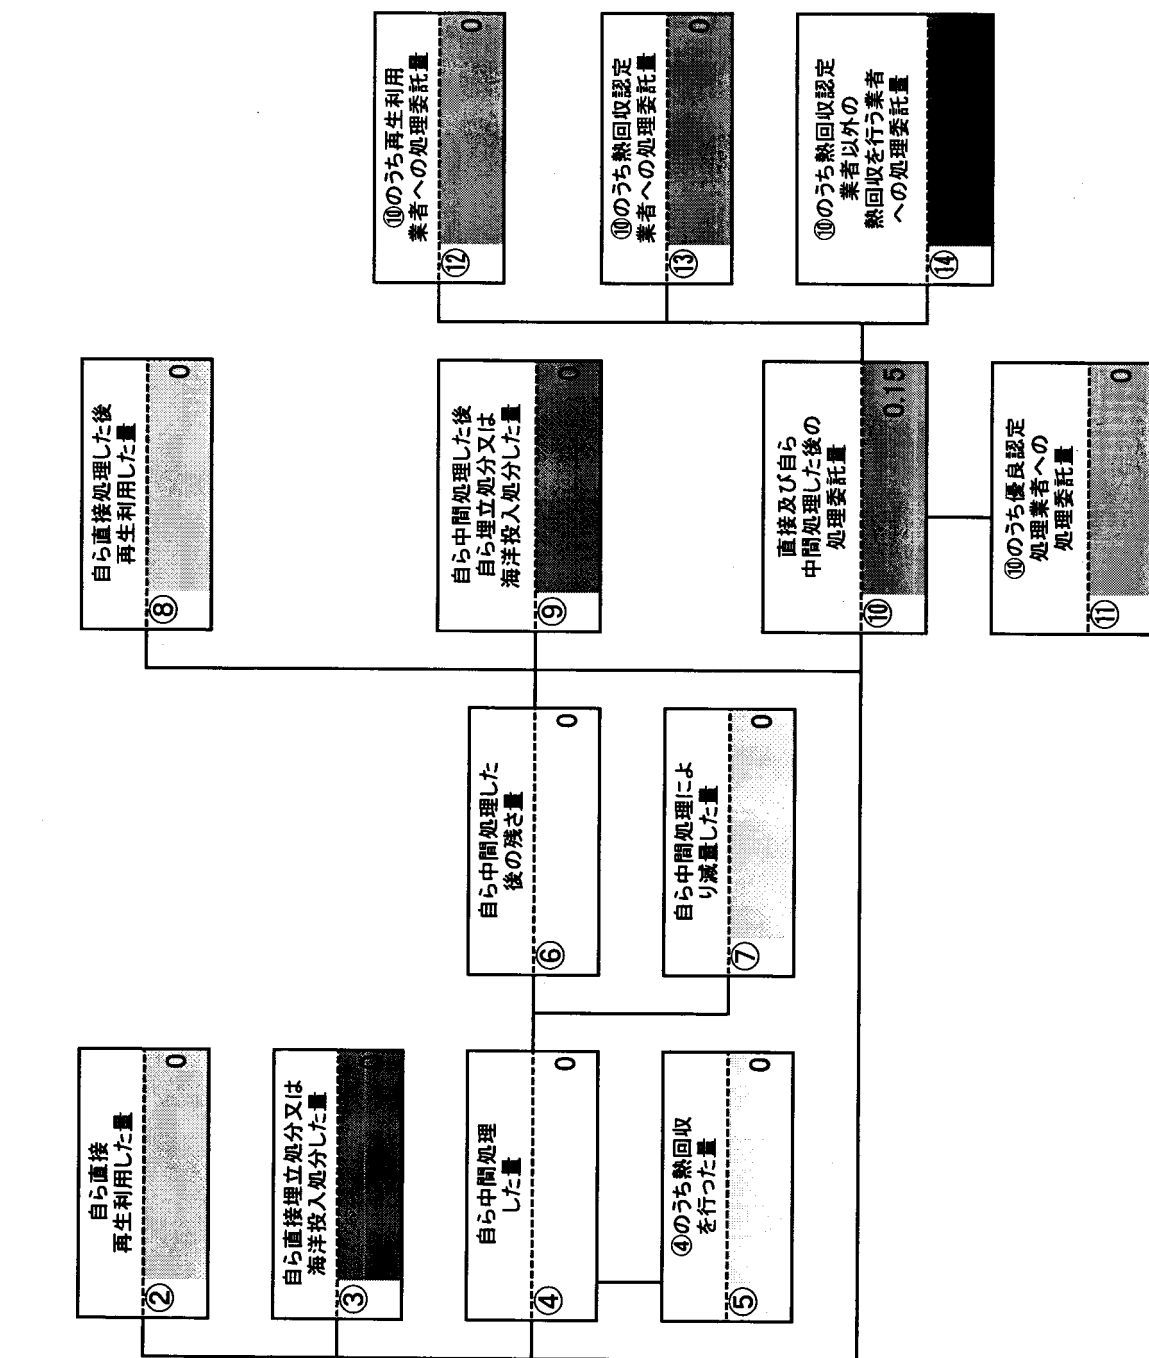 自ら直接
再生利用した量
②
0
自ら直接埋立処分又は
海洋投入処分した量
③
自ら中間処理
した量
④
0
④のうち熱回収
を行った量
⑤
0
自ら中間処理した
後の残さ量
⑥
0
自ら中間処理によ
り減量した量
⑦
0
自ら直接処理した後
再生利用した量
⑧
0
自ら中間処理した後
自ら埋立処分又は
海洋投入処分した量
⑨
0
直接及び自ら
中間処理した後の
処理委託量
⑩
0.15
⑩のうち優良認定
処理業者への
処理委託量
⑪
0
⑩のうち再生利用
業者への処理委託量
⑫
0
⑩のうち熱回収認定
業者への処理委託量
⑬
0
⑩のうち熱回収認定
業者以外の
熱回収を行う業者
への処理委託量
⑭